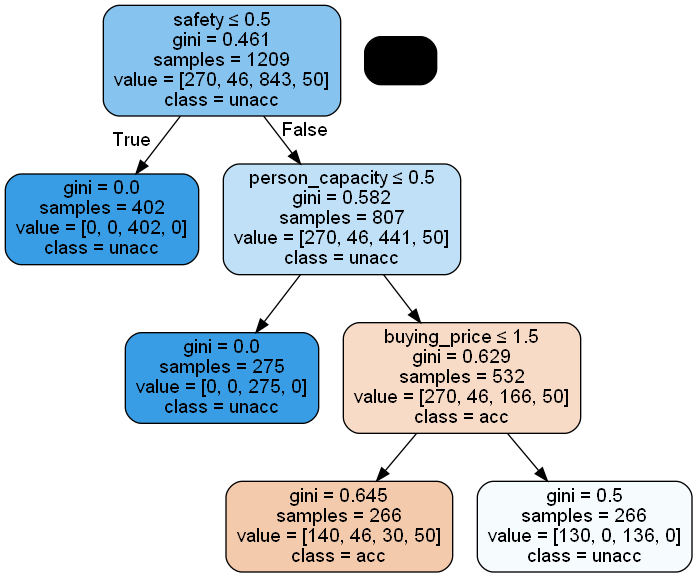 safety ≤ 0.5
gini = 0.461
samples = 1209
value = [270, 46, 843, 50]
class = unacc
True
False
gini = 0.0
samples = 402
value = [0, 0, 402, 0]
class = unacc
person_capacity ≤ 0.5
gini = 0.582
samples = 807
value = [270, 46, 441, 50]
class = unacc
gini = 0.0
samples = 275
value = [0, 0, 275, 0]
class = unacc
buying_price ≤ 1.5
gini = 0.629
samples = 532
value = [270, 46, 166, 50]
class = acc
gini = 0.645
samples = 266
value = [140, 46, 30, 50]
class = acc
gini = 0.5
samples = 266
value = [130, 0, 136, 0]
class = unacc